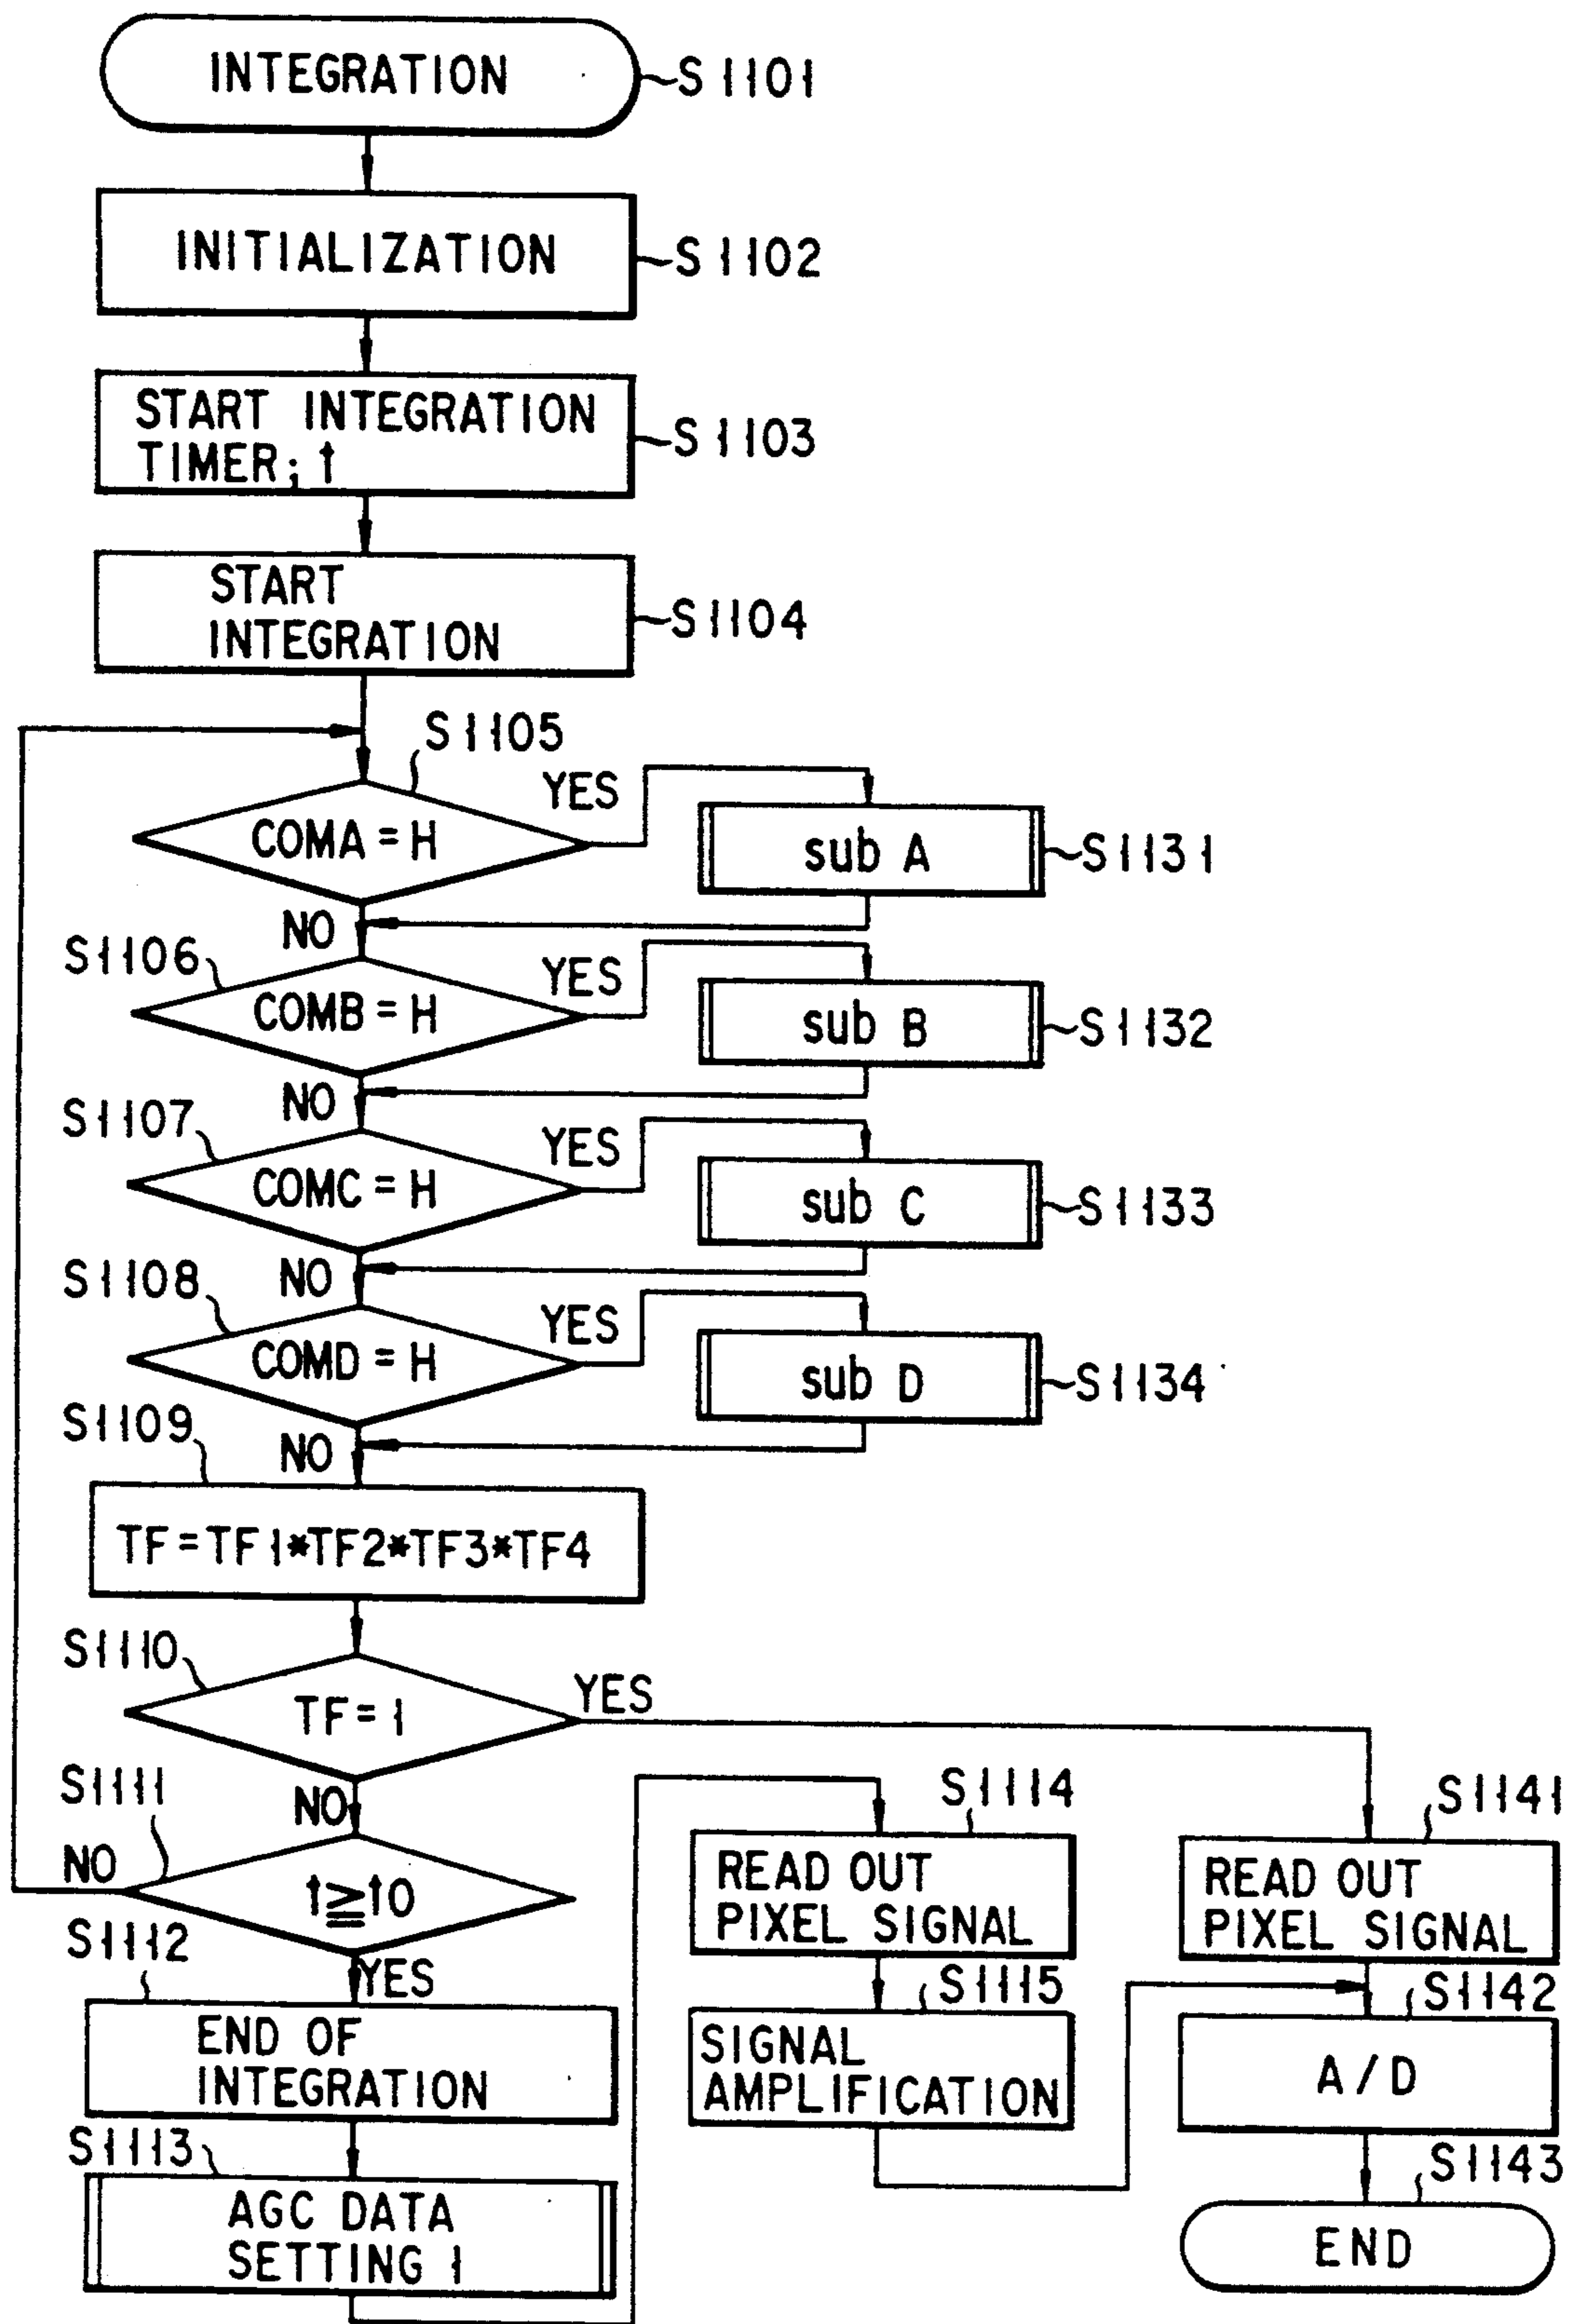 INTEGRATION
S1101
INITIALIZATION
S1102
START INTEGRATION
TIMER; t
S1103
START
INTEGRATION
S1104
S1105
COMA = H
YES
sub A
S1131
NO
S1106
COMB = H
YES
sub B
S1132
NO
S1107
COMC = H
YES
sub C
S1133
NO
S1108
COMD = H
YES
sub D
S1134
NO
S1109
TF=TF1*TF2*TF3*TF4
S1110
TF=1
YES
NO
S1111
t≧t0
NO
YES
S1112
END OF
INTEGRATION
S1113
AGC DATA
SETTING 1
S1114
READ OUT
PIXEL SIGNAL
S1115
SIGNAL
AMPLIFICATION
S1141
READ OUT
PIXEL SIGNAL
S1142
A/D
S1143
END